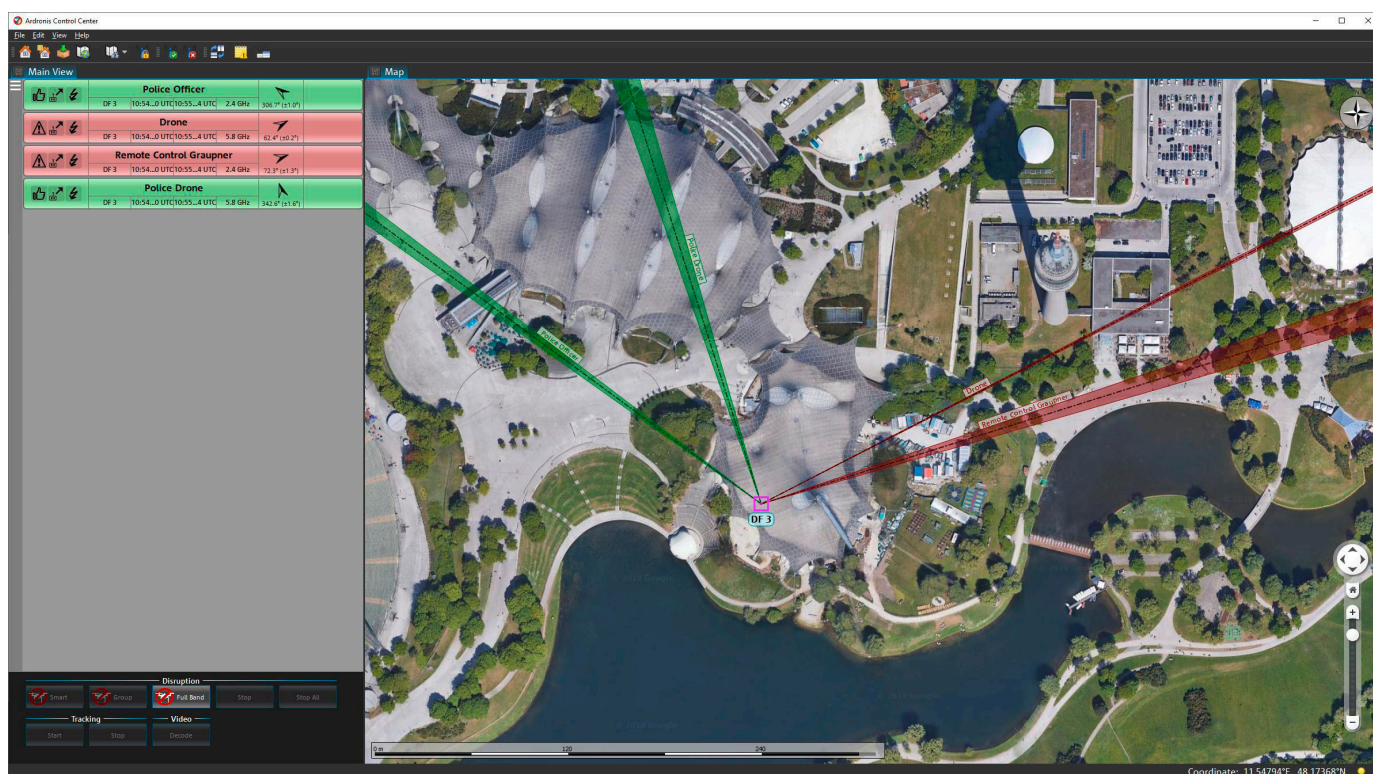 Ardronis Control Center
File Edit View Help
Main View
Map
Police Officer
DF 3 10:54...0 UTC 10:55...4 UTC 2.4 GHz 306.7° (±1.0°)
Drone
DF 3 10:54...0 UTC 10:55...4 UTC 5.8 GHz 62.4° (±0.2°)
Remote Control Graupner
DF 3 10:54...0 UTC 10:55...4 UTC 2.4 GHz 72.3° (±1.3°)
Police Drone
DF 3 10:54...0 UTC 10:55...4 UTC 5.8 GHz 342.6° (±1.6°)
Police Drone
Police Officer
Drone
Remote Control Graupner
DF 3
Disruption
Smart Group Full Band Stop Stop All
Tracking Video
Start Stop Decode
0 m 120 240
Coordinate: 11.54794°E 48.17368°N